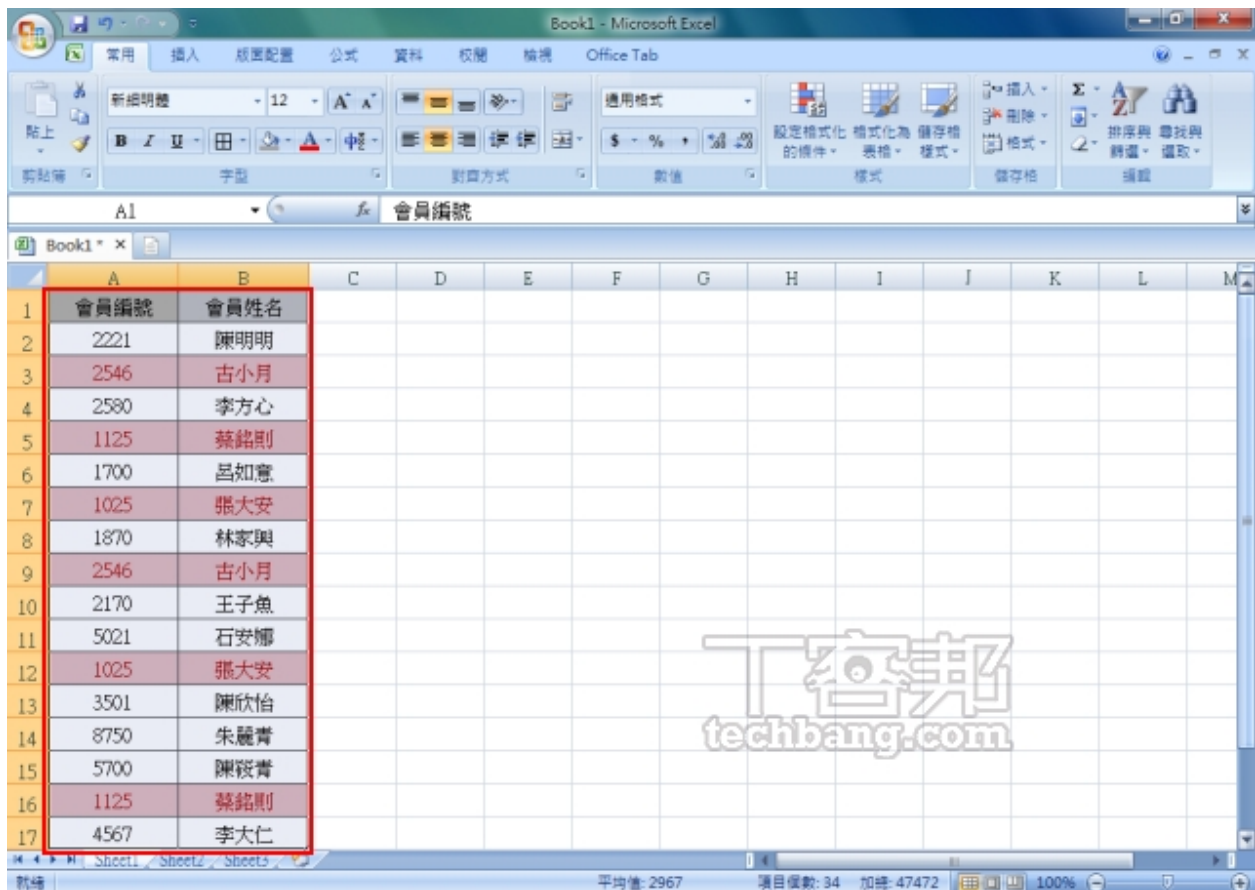 Book1 - Microsoft Excel
常用 插入 版面配置 公式 資料 校閱 檢視 Office Tab
新細明體 12 A A 通用格式 插入 Σ
貼上 B I U A 中 $ % , 設定格式化的條件 格式化為表格 儲存格樣式 刪除 格式 排序與篩選 尋找與選取
剪貼簿 字型 對齊方式 數值 樣式 儲存格 編輯
A1 fx 會員編號
Book1 *
A B C D E F G H I J K L M
1 會員編號 會員姓名
2 2221 陳明明
3 2546 古小月
4 2580 李方心
5 1125 蔡銘則
6 1700 呂如意
7 1025 張大安
8 1870 林家興
9 2546 古小月
10 2170 王子魚
11 5021 石安娜
12 1025 張大安
13 3501 陳欣怡
14 8750 朱麗青
15 5700 陳筱青
16 1125 蔡銘則
17 4567 李大仁
T客邦
techbang.com
Sheet1 Sheet2 Sheet3
就緒 平均值: 2967 項目個數: 34 加總: 47472 100%